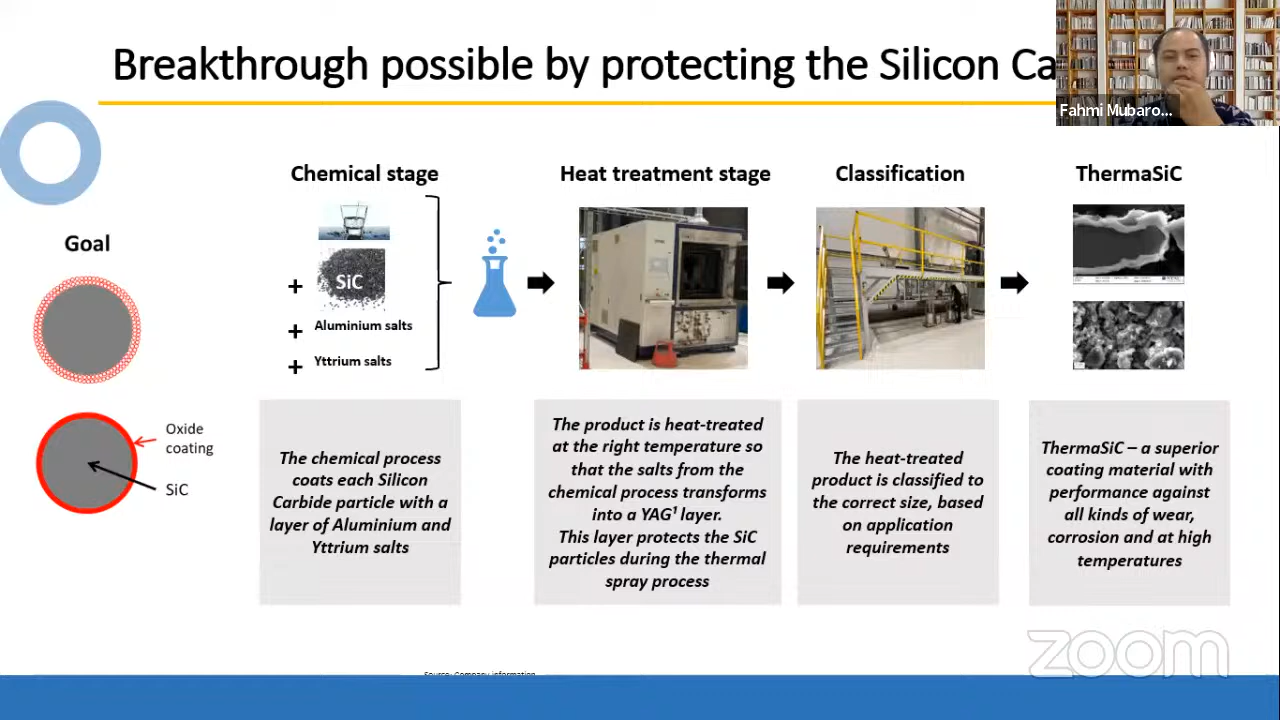 Breakthrough possible by protecting the Silicon Ca
Fahmi Mubaro...
Goal
Oxide
coating
SiC
Chemical stage
SiC
+
+ Aluminium salts
+ Yttrium salts
The chemical process
coats each Silicon
Carbide particle with a
layer of Aluminium and
Yttrium salts
Heat treatment stage
The product is heat-treated
at the right temperature so
that the salts from the
chemical process transforms
into a YAG¹ layer.
This layer protects the SiC
particles during the thermal
spray process
Classification
The heat-treated
product is classified to
the correct size, based
on application
requirements
ThermaSiC
ThermaSiC – a superior
coating material with
performance against
all kinds of wear,
corrosion and at high
temperatures
Source: Company information
zoom